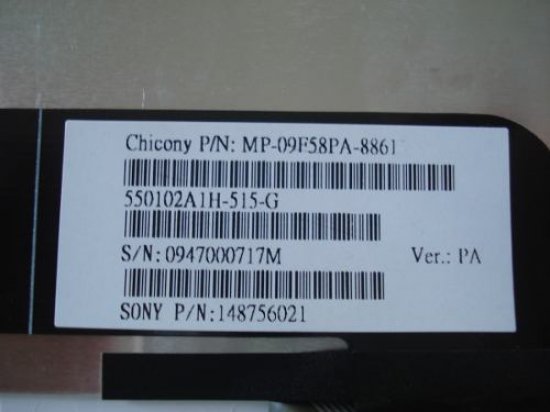 Chicony P/N: MP-09F58PA-8861
550102A1H-515-G
S/N:0947000717M Ver.: PA
SONY P/N:148756021